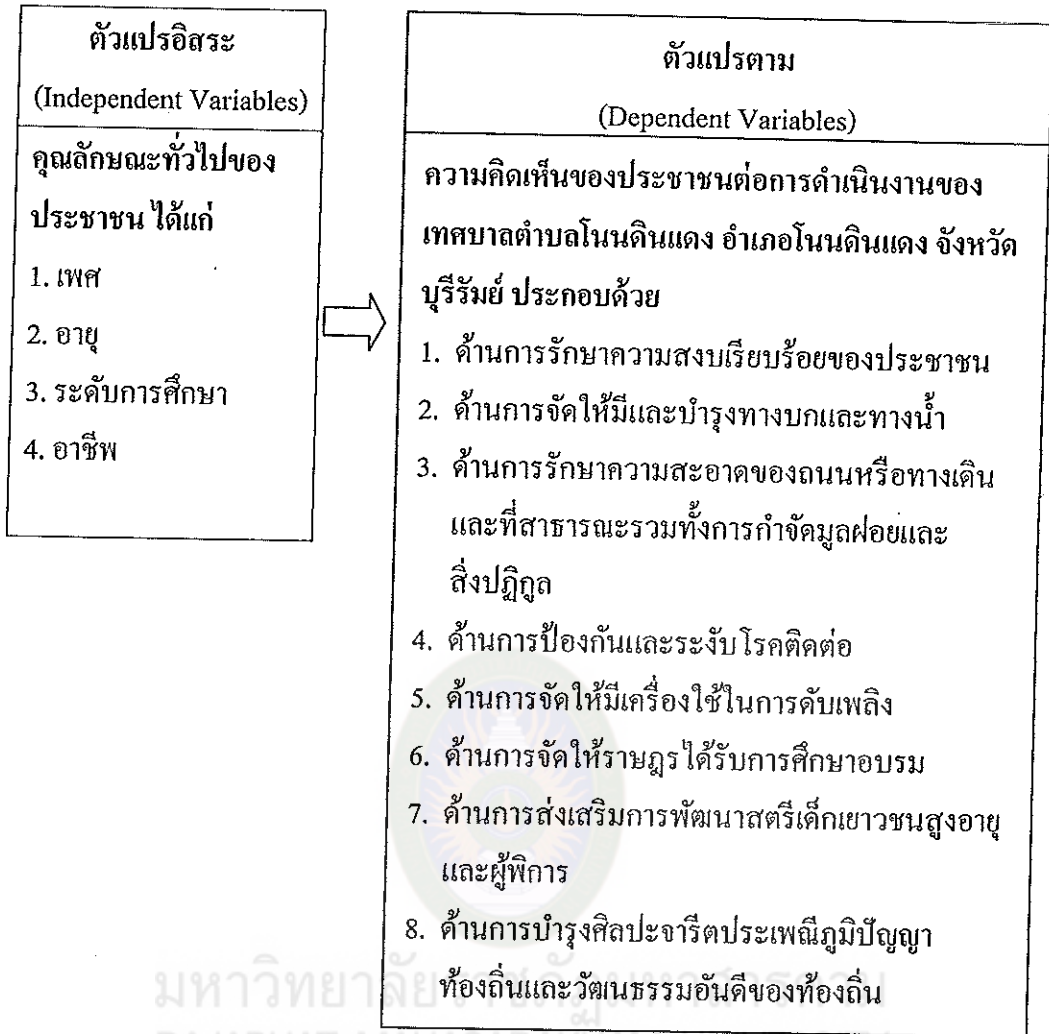 ตัวแปรอิสระ
(Independent Variables)
คุณลักษณะทั่วไปของ
ประชาชน ได้แก่
1. เพศ
2. อายุ
3. ระดับการศึกษา
4. อาชีพ
ตัวแปรตาม
(Dependent Variables)
ความคิดเห็นของประชาชนต่อการดำเนินงานของ
เทศบาลตำบลโนนดินแดง อำเภอโนนดินแดง จังหวัด
บุรีรัมย์ ประกอบด้วย
1. ด้านการรักษาความสงบเรียบร้อยของประชาชน
2. ด้านการจัดให้มีและบำรุงทางบกและทางน้ำ
3. ด้านการรักษาความสะอาดของถนนหรือทางเดิน
และที่สาธารณะรวมทั้งการกำจัดมูลฝอยและ
สิ่งปฏิกูล
4. ด้านการป้องกันและระงับโรคติดต่อ
5. ด้านการจัดให้มีเครื่องใช้ในการดับเพลิง
6. ด้านการจัดให้ราษฎรได้รับการศึกษาอบรม
7. ด้านการส่งเสริมการพัฒนาสตรีเด็กเยาวชนสูงอายุ
และผู้พิการ
8. ด้านการบำรุงศิลปะจารีตประเพณีภูมิปัญญา
ท้องถิ่นและวัฒนธรรมอันดีของท้องถิ่น
มหาวิทยาลัยราชภัฏมหาสารคาม